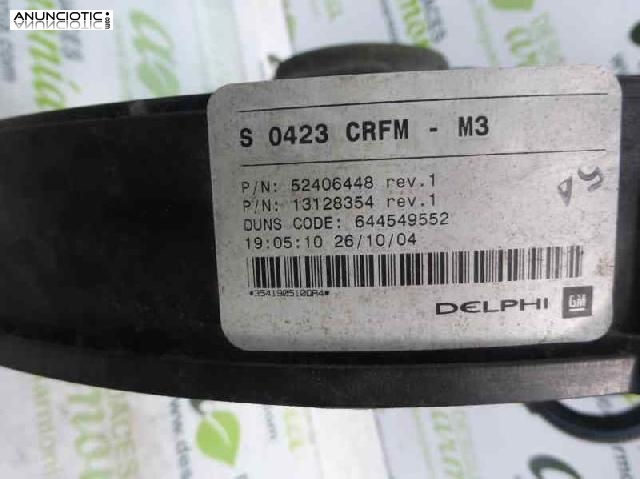 ANUNCIOTIC.com
S 0423 CRFM - M3
P/N: 52406448 rev.1
P/N: 13128354 rev.1
DUNS CODE: 644549552
19:05:10 26/10/04
DELPHI GM